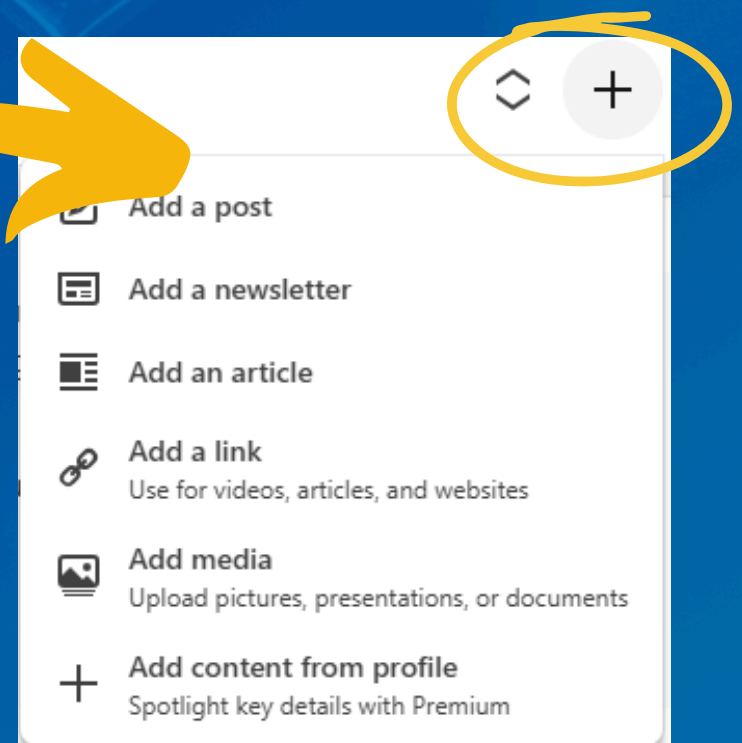 Add a post
Add a newsletter
Add an article
Add a link
Use for videos, articles, and websites
Add media
Upload pictures, presentations, or documents
Add content from profile
Spotlight key details with Premium